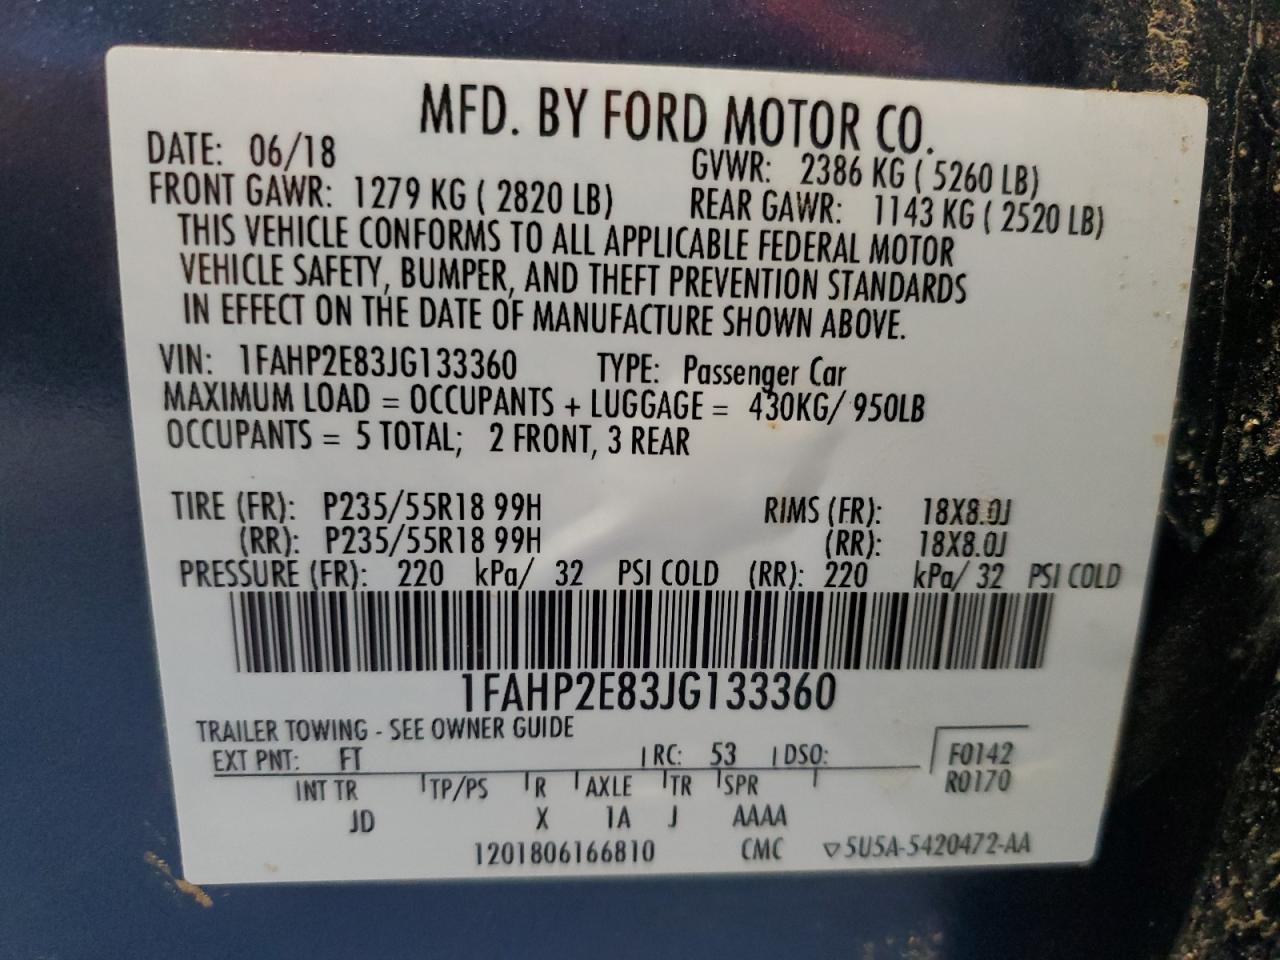 MFD. BY FORD MOTOR CO.
DATE: 06/18 GVWR: 2386 KG ( 5260 LB)
FRONT GAWR: 1279 KG ( 2820 LB) REAR GAWR: 1143 KG ( 2520 LB)
THIS VEHICLE CONFORMS TO ALL APPLICABLE FEDERAL MOTOR
VEHICLE SAFETY, BUMPER, AND THEFT PREVENTION STANDARDS
IN EFFECT ON THE DATE OF MANUFACTURE SHOWN ABOVE.
VIN: 1FAHP2E83JG133360 TYPE: Passenger Car
MAXIMUM LOAD = OCCUPANTS + LUGGAGE = 430KG/ 950LB
OCCUPANTS = 5 TOTAL; 2 FRONT, 3 REAR
TIRE (FR): P235/55R18 99H RIMS (FR): 18X8.0J
(RR): P235/55R18 99H (RR): 18X8.0J
PRESSURE (FR): 220 kPa/ 32 PSI COLD (RR): 220 kPa/ 32 PSI COLD
1FAHP2E83JG133360
TRAILER TOWING - SEE OWNER GUIDE
EXT PNT: FT RC: 53 DSO: F0142
INT TR TP/PS R AXLE TR SPR R0170
JD X 1A J AAAA
1201806166810 CMC ▽5U5A-5420472-AA